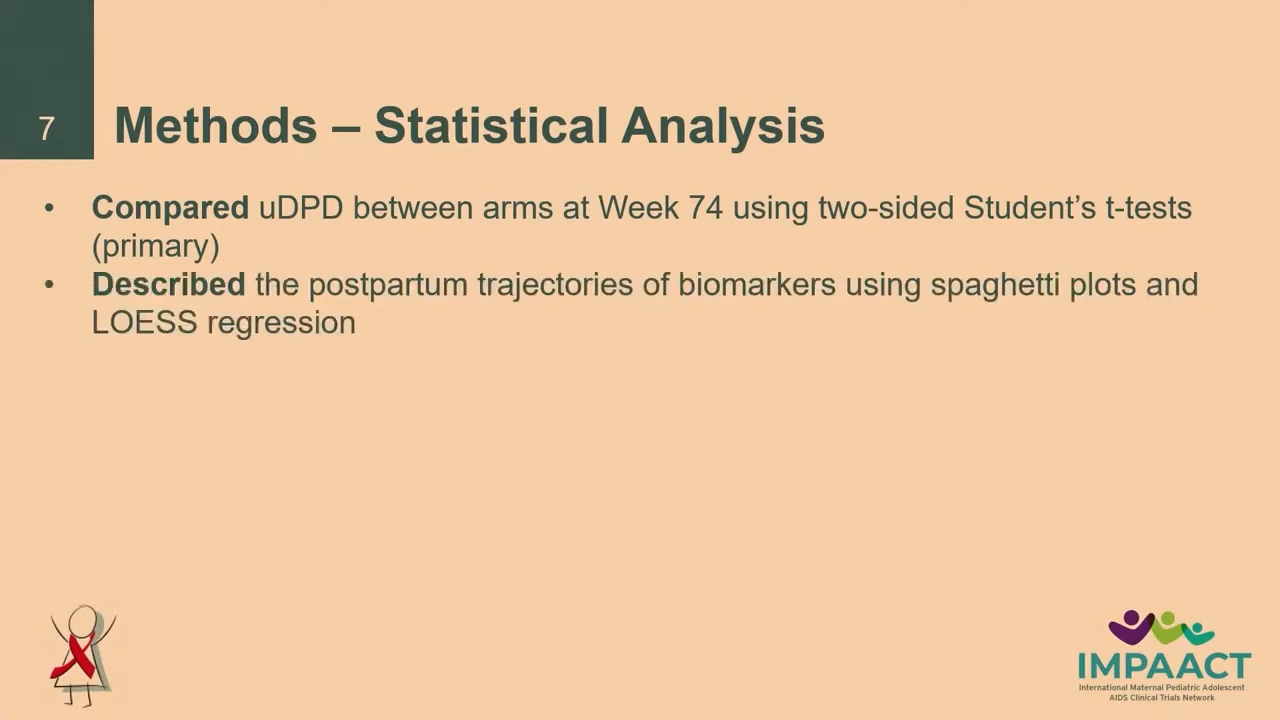 7
Methods – Statistical Analysis
• Compared uDPD between arms at Week 74 using two-sided Student’s t-tests
(primary)
• Described the postpartum trajectories of biomarkers using spaghetti plots and
LOESS regression
IMPAACT
International Maternal Pediatric Adolescent
AIDS Clinical Trials Network